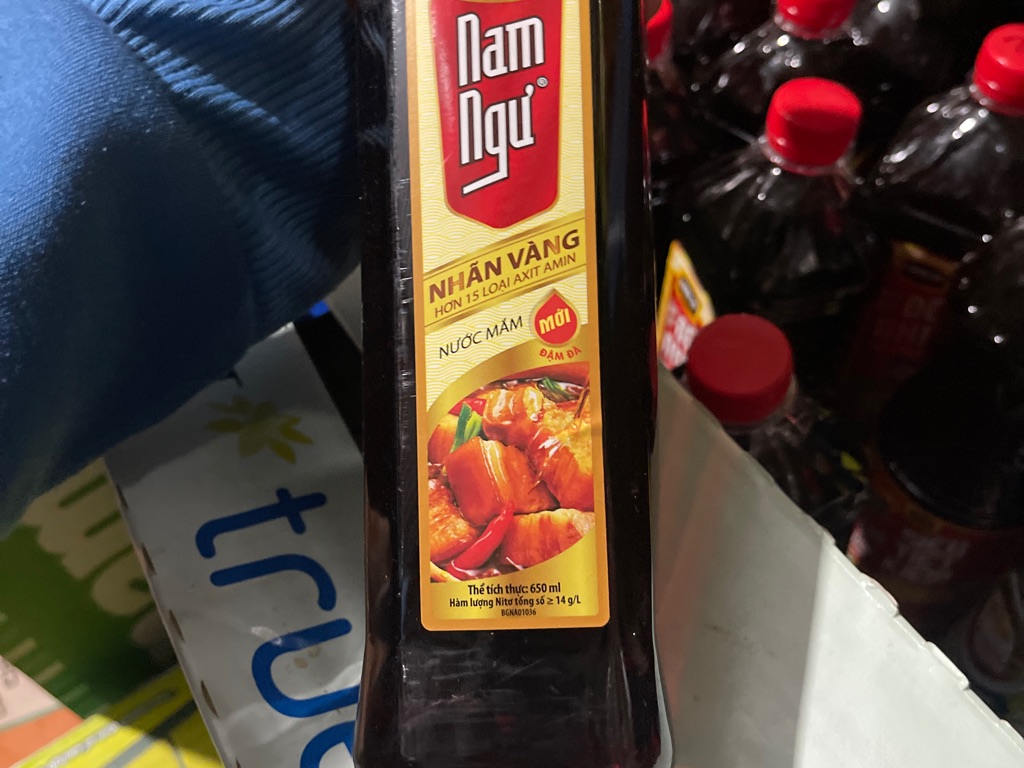 Nam
Ngư®
NHÃN VÀNG
HƠN 15 LOẠI AXIT AMIN
NƯỚC MẮM
MỚI
ĐẬM ĐÀ
Thể tích thực: 650 ml
Hàm lượng Nitơ tổng số ≥ 14 g/L
BGNA01036
true